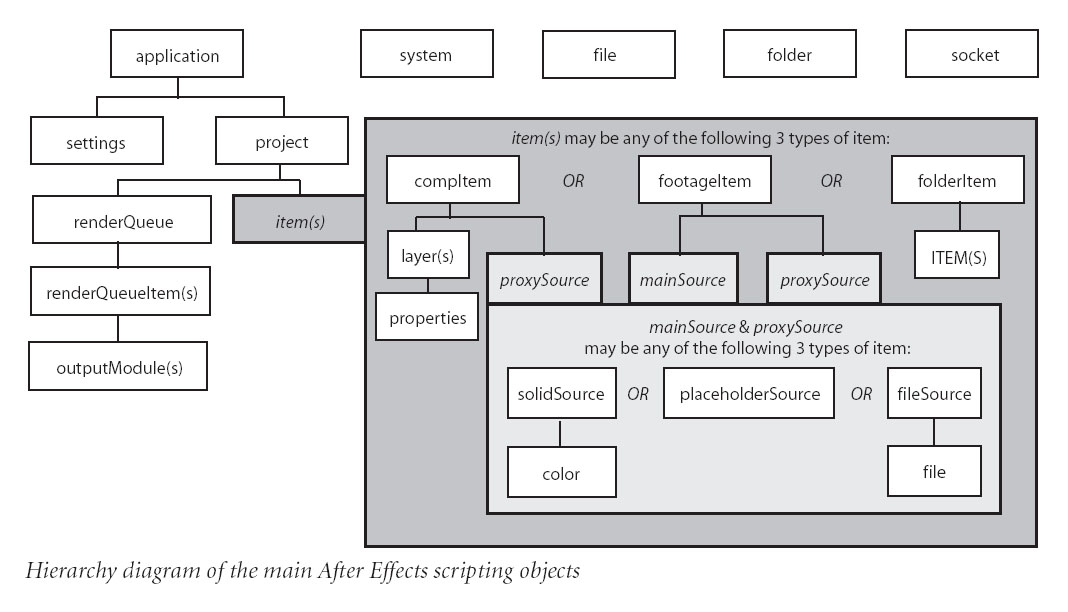 application
system
file
folder
socket
settings
project
item(s) may be any of the following 3 types of item:
compItem
OR
footageItem
OR
folderItem
renderQueue
item(s)
layer(s)
proxySource
mainSource
proxySource
ITEM(S)
renderQueueItem(s)
properties
mainSource & proxySource
may be any of the following 3 types of item:
outputModule(s)
solidSource
OR
placeholderSource
OR
fileSource
color
file
Hierarchy diagram of the main After Effects scripting objects